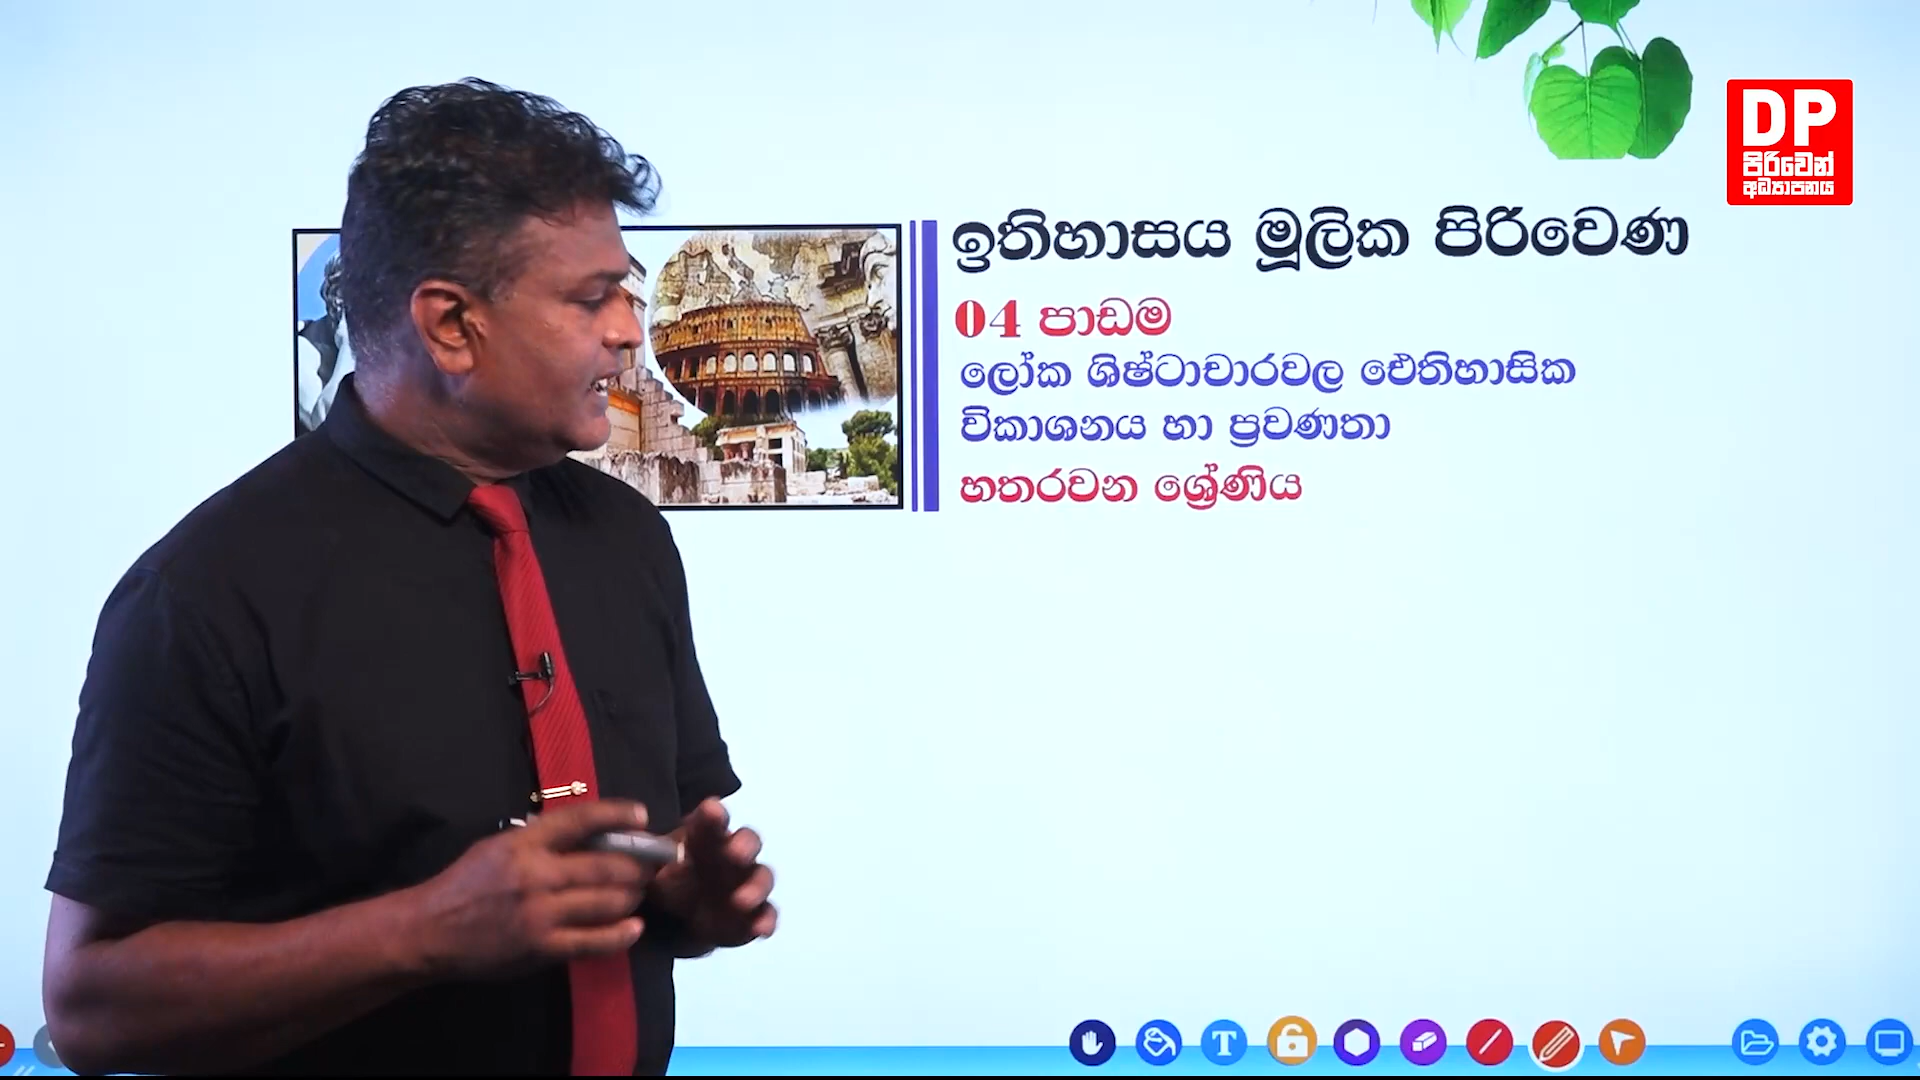 DP
පිරිවෙන්
අධ්‍යාපනය
ඉතිහාසය මූලික පිරිවෙණ
04 පාඩම
ලෝක ශිෂ්ටාචාරවල ඓතිහාසික
විකාශනය හා ප්‍රවණතා
හතරවන ශ්‍රේණිය
T